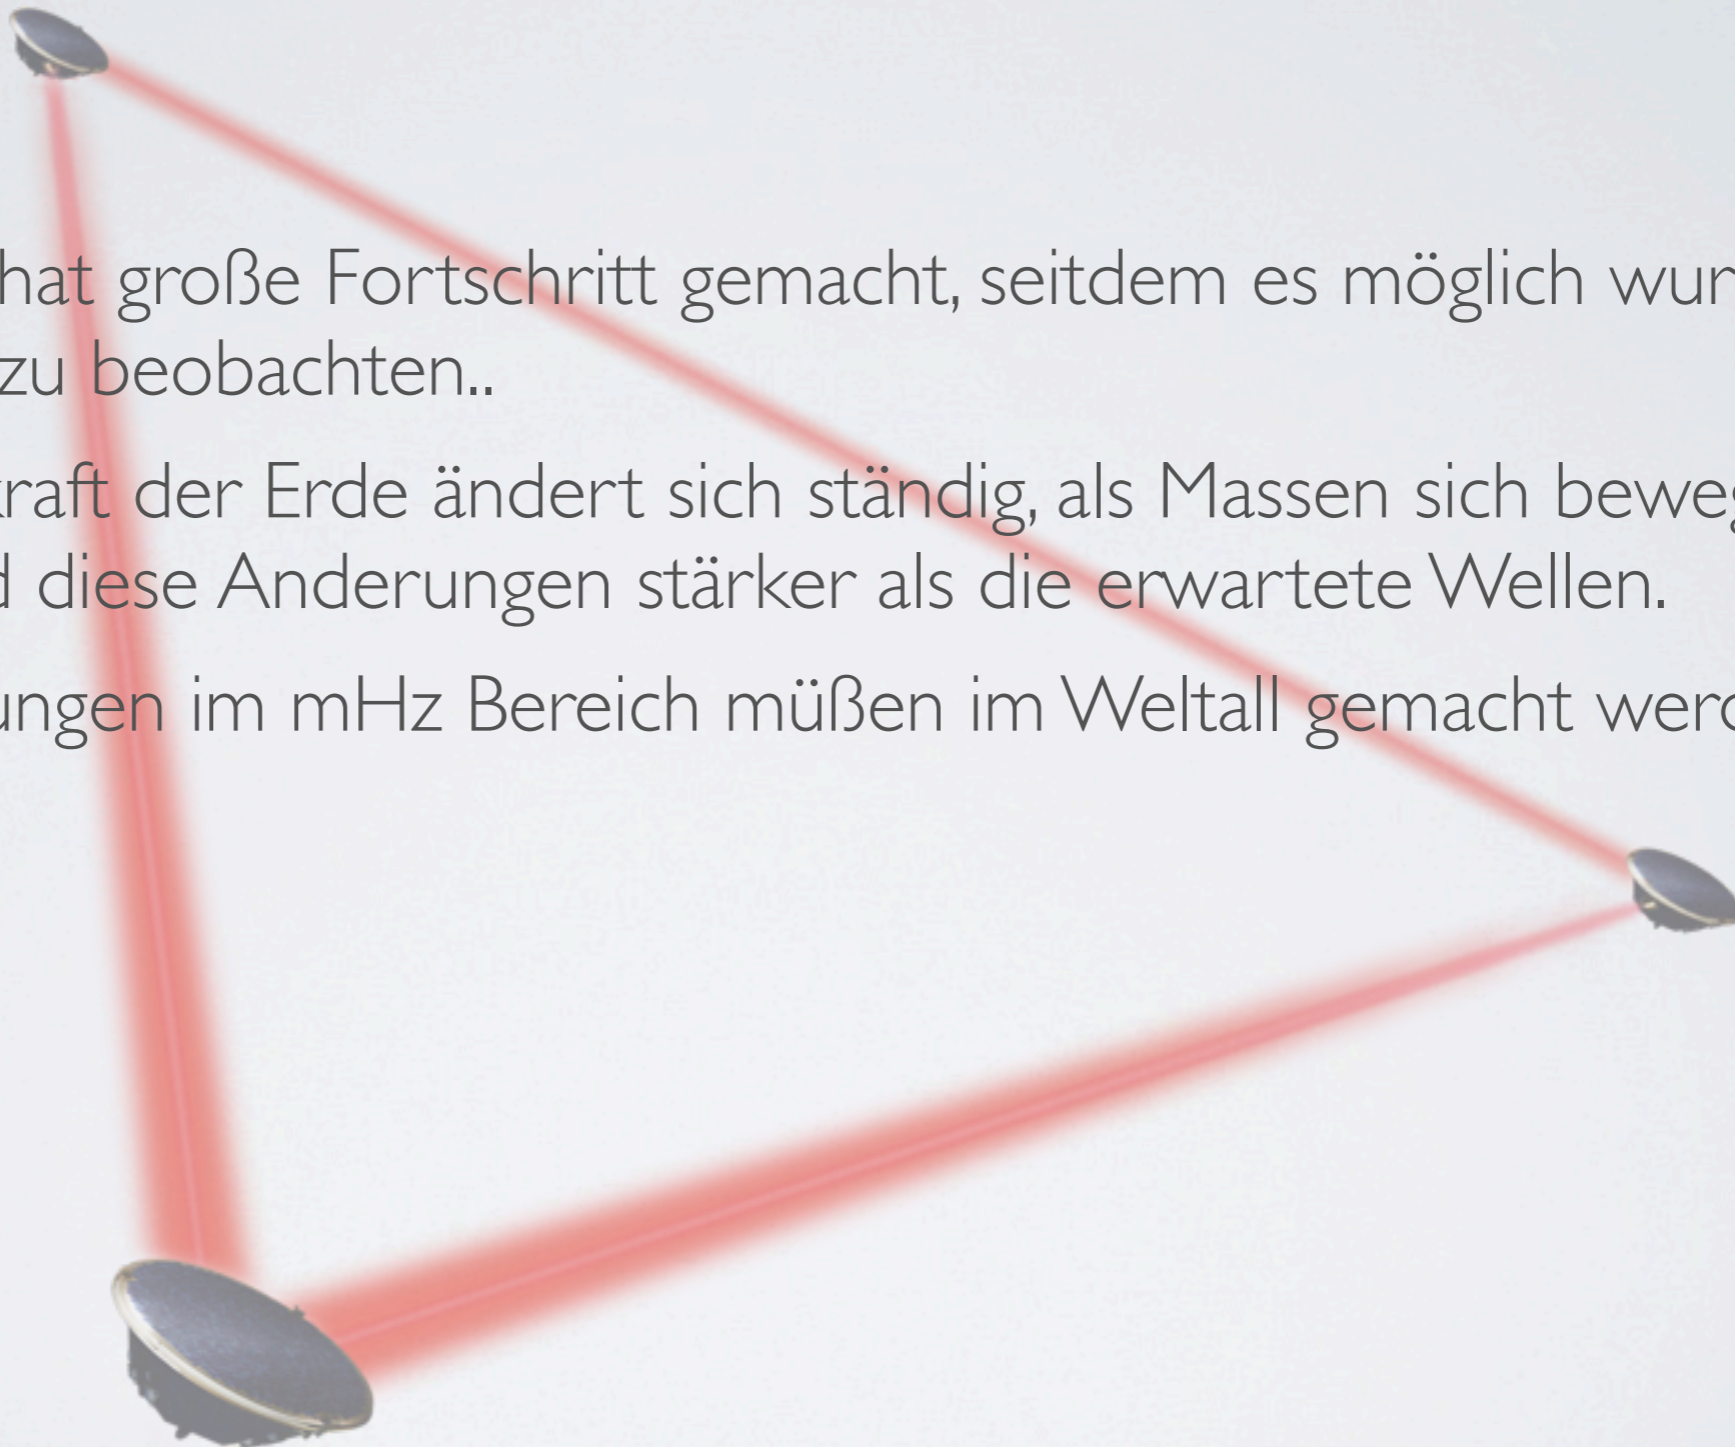 hat große Fortschritt gemacht, seitdem es möglich wur
zu beobachten..
kraft der Erde ändert sich ständig, als Massen sich beweg
d diese Anderungen stärker als die erwartete Wellen.
ungen im mHz Bereich müßen im Weltall gemacht werd